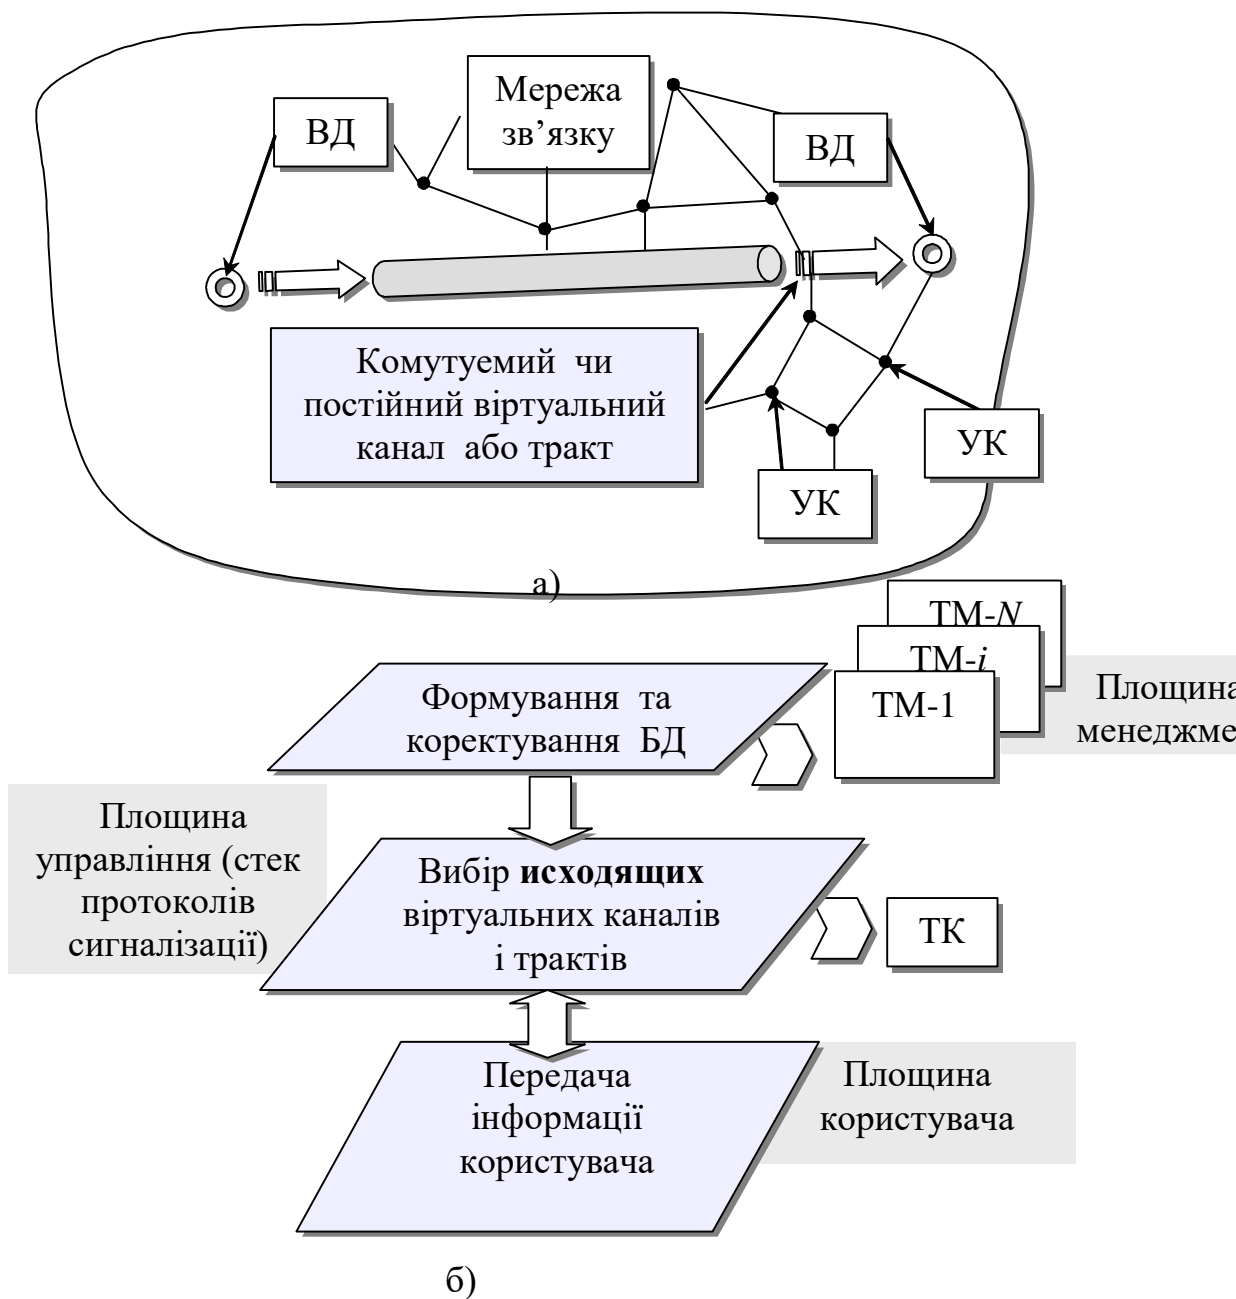 Мережа
зв’язку
ВД
ВД
Комутуемий чи
постійний віртуальний
канал або тракт
УК
УК
а)
ТМ-N
ТМ-i
ТМ-1
Площина
менеджме
Формування та
коректування БД
Площина
управління (стек
протоколів
сигналізації)
Вибір исходящих
віртуальних каналів
і трактів
ТК
Передача
інформації
користувача
Площина
користувача
б)